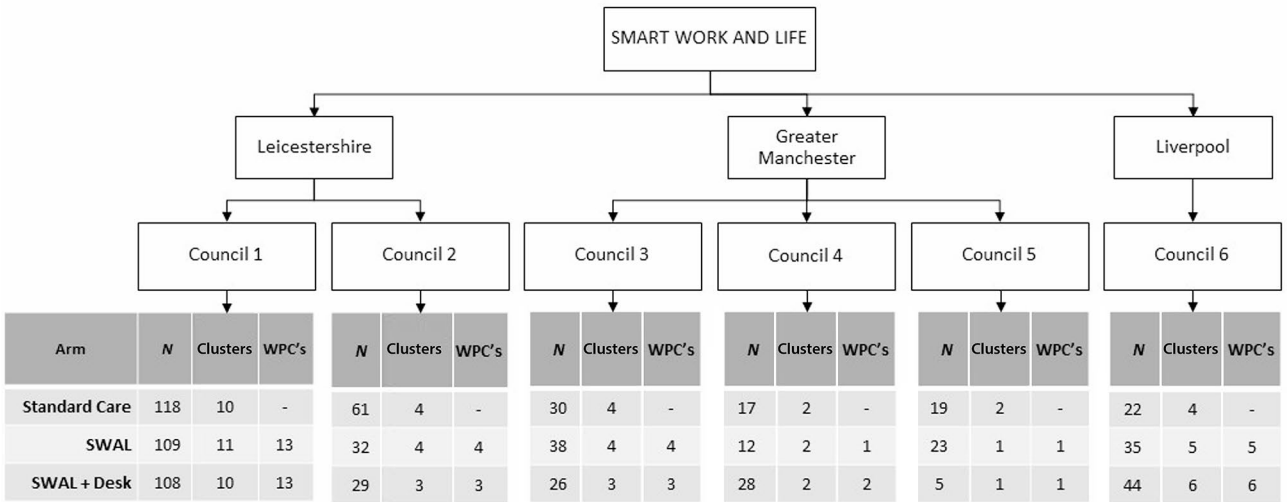 SMART WORK AND LIFE
Leicestershire
Greater
Manchester
Liverpool
Council 1
Council 2
Council 3
Council 4
Council 5
Council 6
Arm N Clusters WPC's N Clusters WPC's N Clusters WPC's N Clusters WPC's N Clusters WPC's N Clusters WPC's
Standard Care 118 10 - 61 4 - 30 4 - 17 2 - 19 2 - 22 4 -
SWAL 109 11 13 32 4 4 38 4 4 12 2 1 23 1 1 35 5 5
SWAL + Desk 108 10 13 29 3 3 26 3 3 28 2 2 5 1 1 44 6 6